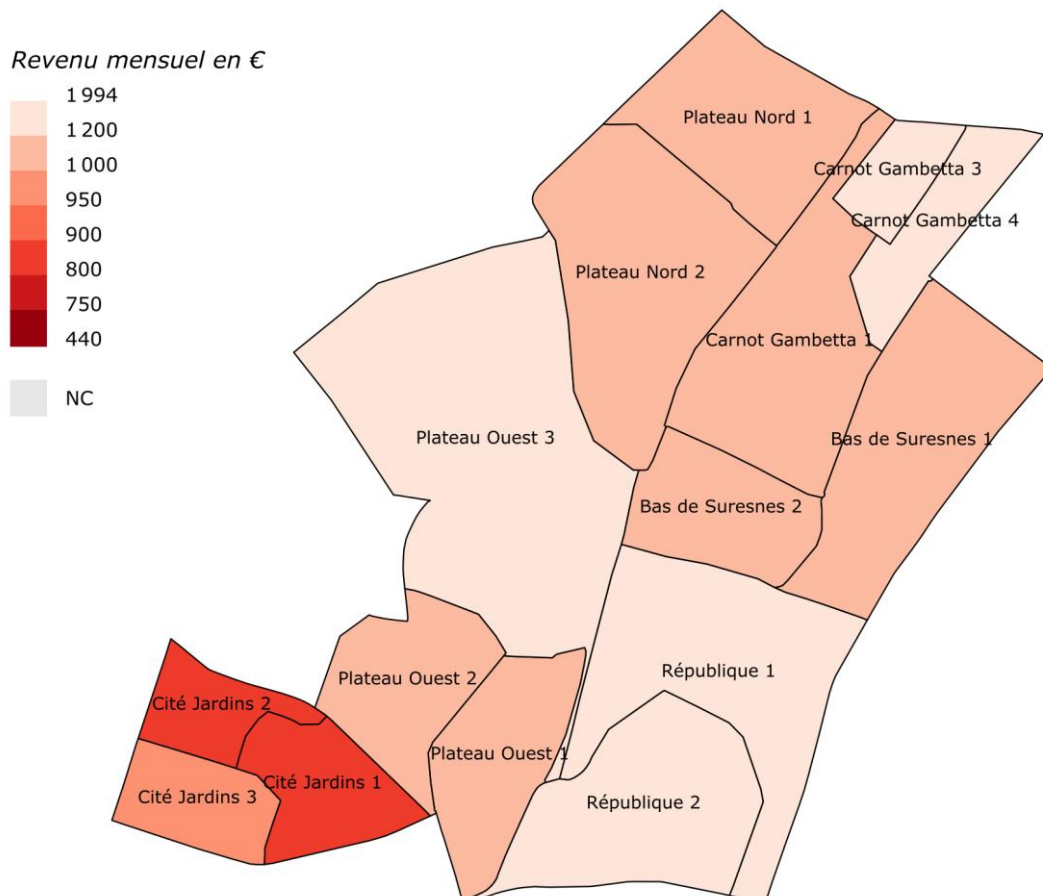 Revenu mensuel en €
1 994
1 200
1 000
950
900
800
750
440
NC
Plateau Nord 1
Carnot Gambetta 3
Carnot Gambetta 4
Plateau Nord 2
Carnot Gambetta 1
Plateau Ouest 3
Bas de Suresnes 1
Bas de Suresnes 2
République 1
Plateau Ouest 2
Cité Jardins 2
Plateau Ouest 1
Cité Jardins 1
Cité Jardins 3
République 2